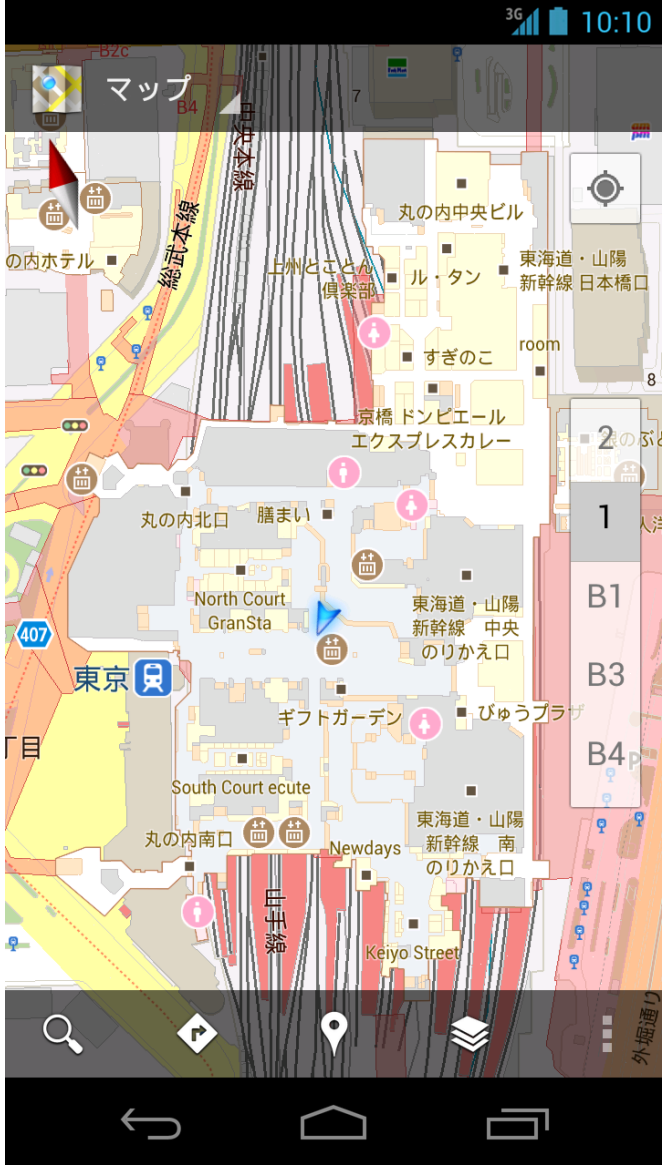 3G 10:10
B2c
マップ
B4
7
中央本線
総武本線
丸の内中央ビル
の内ホテル
上州とことん
倶楽部
ル・タン
東海道・山陽
新幹線 日本橋口
すぎのこ
room
8
京橋 ドンピエール
エクスプレスカレー
2
銀のぶど
丸の内北口
膳まい
1
人洋
North Court
GranSta
東海道・山陽
新幹線 中央
のりかえ口
B1
407
東京
B3
ギフトガーデン
びゅうプラザ
丁目
B4
P
South Court ecute
丸の内南口
東海道・山陽
新幹線 南
のりかえ口
Newdays
山手線
Keiyo Street
外堀通り